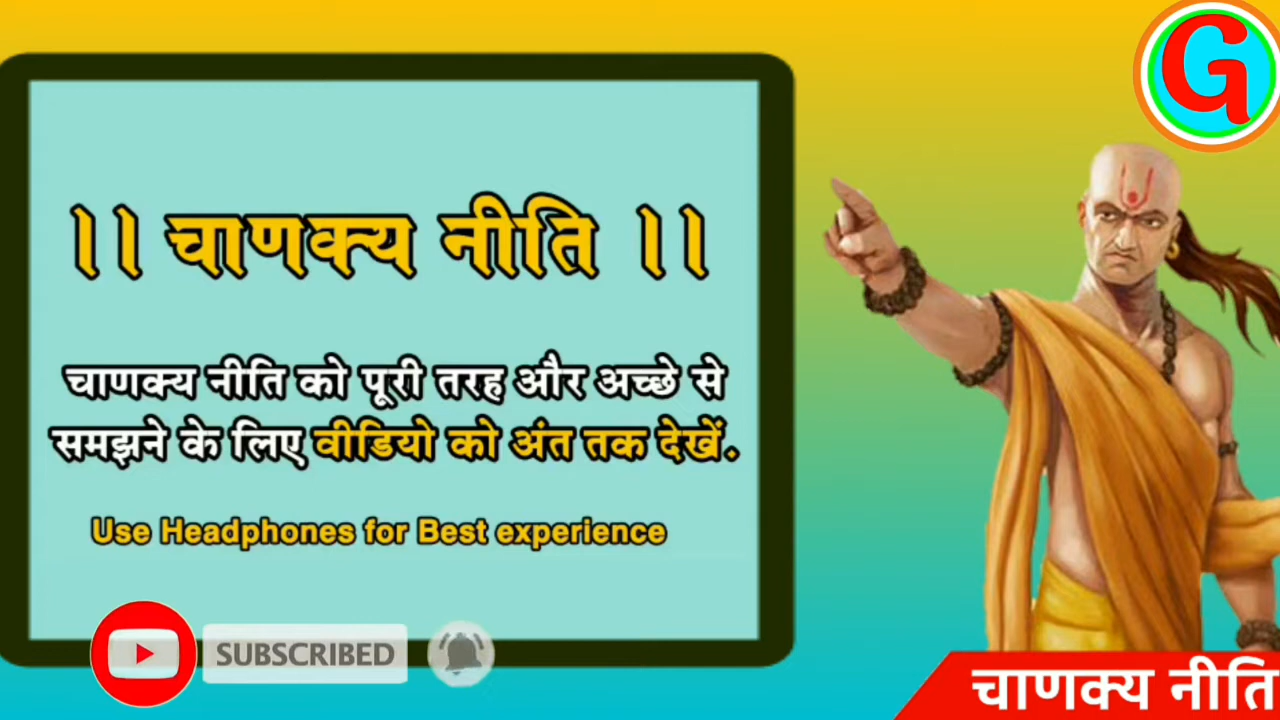 G
।। चाणक्य नीति ।।
चाणक्य नीति को पूरी तरह और अच्छे से
समझने के लिए वीडियो को अंत तक देखें.
Use Headphones for Best experience
SUBSCRIBED
चाणक्य नीति